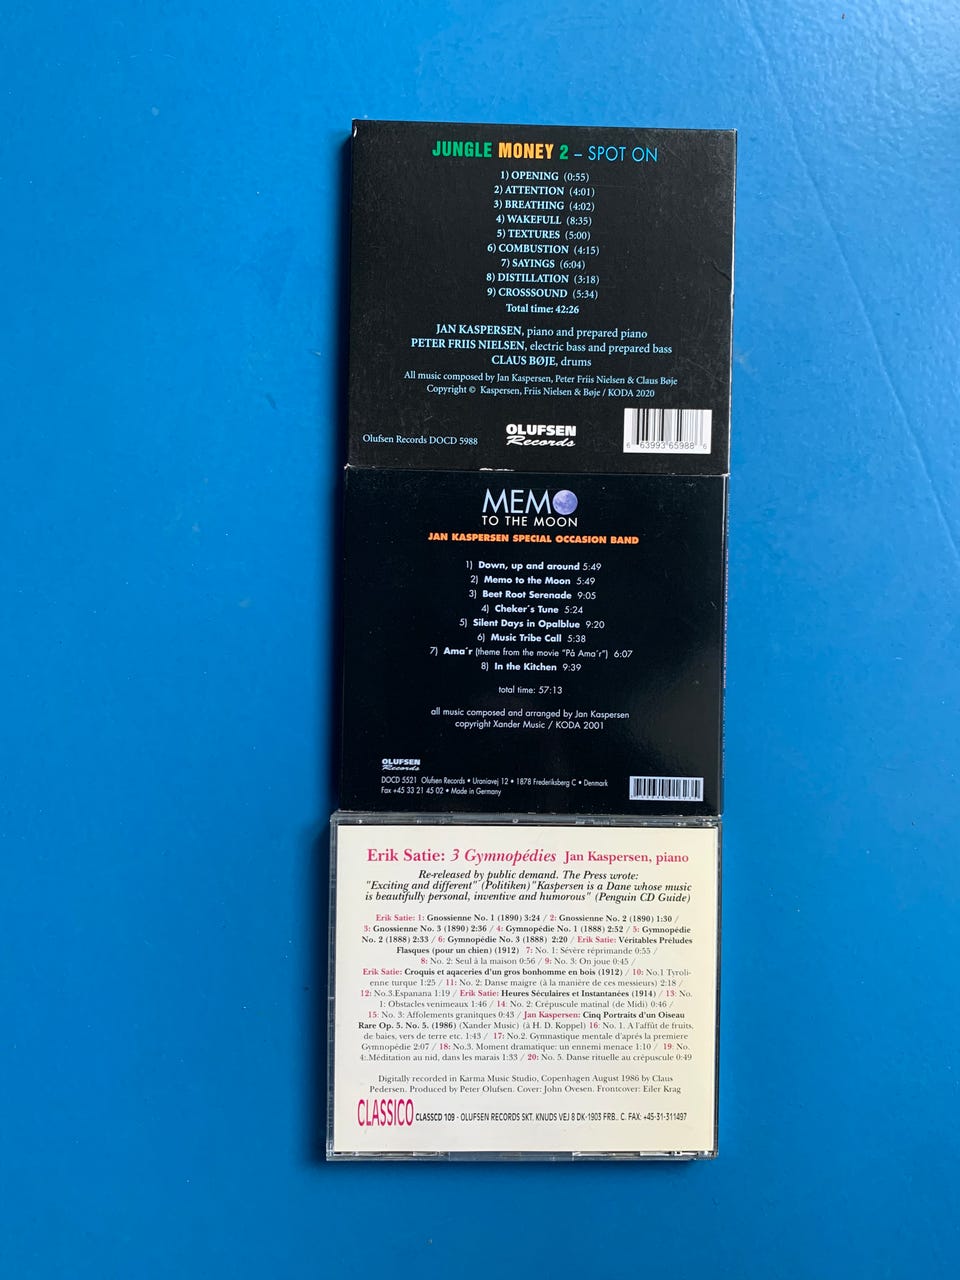 JUNGLE MONEY 2 – SPOT ON
1) OPENING (0:55)
2) ATTENTION (4:01)
3) BREATHING (4:02)
4) WAKEFULL (8:35)
5) TEXTURES (5:00)
6) COMBUSTION (4:15)
7) SAYINGS (6:04)
8) DISTILLATION (3:18)
9) CROSSSOUND (5:34)
Total time: 42:26
JAN KASPERSEN, piano and prepared piano
PETER FRIIS NIELSEN, electric bass and prepared bass
CLAUS BØJE, drums
All music composed by Jan Kaspersen, Peter Friis Nielsen & Claus Bøje
Copyright © Kaspersen, Friis Nielsen & Bøje / KODA 2020
Olufsen Records DOCD 5988
OLUFSEN
Records
6 63993 65988 6
MEMO
TO THE MOON
JAN KASPERSEN SPECIAL OCCASION BAND
1) Down, up and around 5:49
2) Memo to the Moon 5:49
3) Beet Root Serenade 9:05
4) Cheker's Tune 5:24
5) Silent Days in Opalblue 9:20
6) Music Tribe Call 5:38
7) Ama'r (theme from the movie "På Ama'r") 6:07
8) In the Kitchen 9:39
total time: 57:13
all music composed and arranged by Jan Kaspersen
copyright Xander Music / KODA 2001
OLUFSEN
Records
DOCD 5521 Olufsen Records • Uraniavej 12 • 1878 Frederiksberg C • Denmark
Fax +45 33 21 45 02 • Made in Germany
Erik Satie: 3 Gymnopédies Jan Kaspersen, piano
Re-released by public demand. The Press wrote:
"Exciting and different" (Politiken)"Kaspersen is a Dane whose music
is beautifully personal, inventive and humorous" (Penguin CD Guide)
Erik Satie: 1: Gnossienne No. 1 (1890) 3:24 / 2: Gnossienne No. 2 (1890) 1:30 /
3: Gnossienne No. 3 (1890) 2:36 / 4: Gymnopédie No. 1 (1888) 2:52 / 5: Gymnopédie
No. 2 (1888) 2:33 / 6: Gymnopédie No. 3 (1888) 2:20 / Erik Satie: Véritables Préludes
Flasques (pour un chien) (1912) 7: No. 1: Sévère réprimande 0:55 /
8: No. 2: Seul à la maison 0:56 / 9: No. 3: On joue 0:45 /
Erik Satie: Croquis et aqaceries d'un gros bonhomme en bois (1912) / 10: No.1 Tyroli-
enne turque 1:25 / 11: No. 2: Danse maigre (à la manière de ces messieurs) 2:18 /
12: No.3.Espanana 1:19 / Erik Satie: Heures Séculaires et Instantanées (1914) / 13: No.
1: Obstacles venimeaux 1:46 / 14: No. 2: Crépuscule matinal (de Midi) 0:46 /
15: No. 3: Affolements granitques 0:43 / Jan Kaspersen: Cinq Portraits d'un Oiseau
Rare Op. 5. No. 5. (1986) (Xander Music) (à H. D. Koppel) 16: No. 1. A l'affût de fruits,
de baies, vers de terre etc. 1:43 / 17: No.2. Gymnastique mentale d'aprés la premiere
Gymnopédie 2:07 / 18: No.3. Moment dramatique: un ennemi menace 1:10 / 19: No.
4:.Méditation au nid, dans les marais 1:33 / 20: No. 5. Danse rituelle au crépuscule 0:49
Digitally recorded in Karma Music Studio, Copenhagen August 1986 by Claus
Pedersen. Produced by Peter Olufsen. Cover: John Ovesen. Frontcover: Eiler Krag
CLASSICO CLASSCD 109 - OLUFSEN RECORDS SKT. KNUDS VEJ 8 DK-1903 FRB.. C. FAX: +45-31-311497